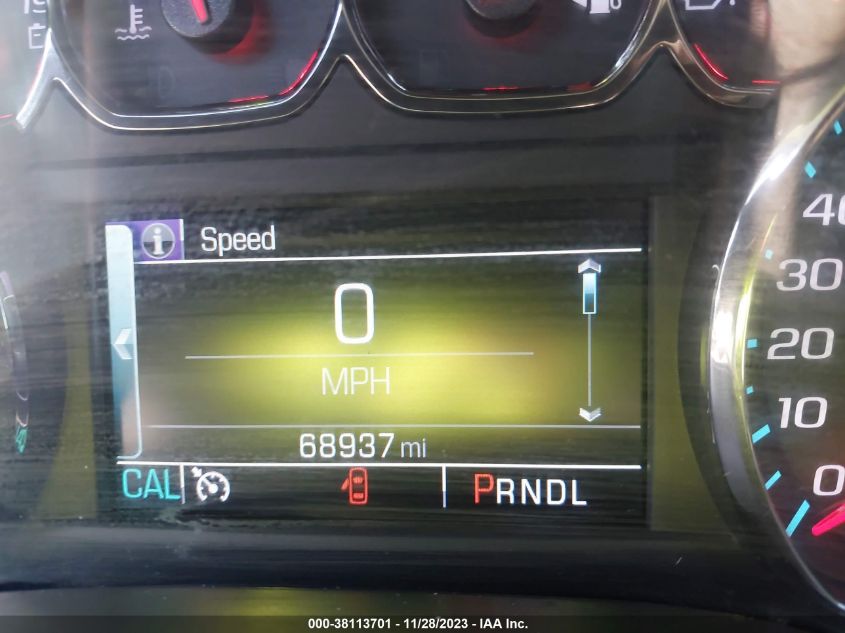 Speed
0
MPH
68937 mi
CAL
PRNDL
40
30
20
10
0
000-38113701 - 11/28/2023 - IAA Inc.